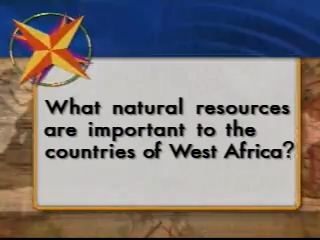 What natural resources
are important to the
countries of West Africa?